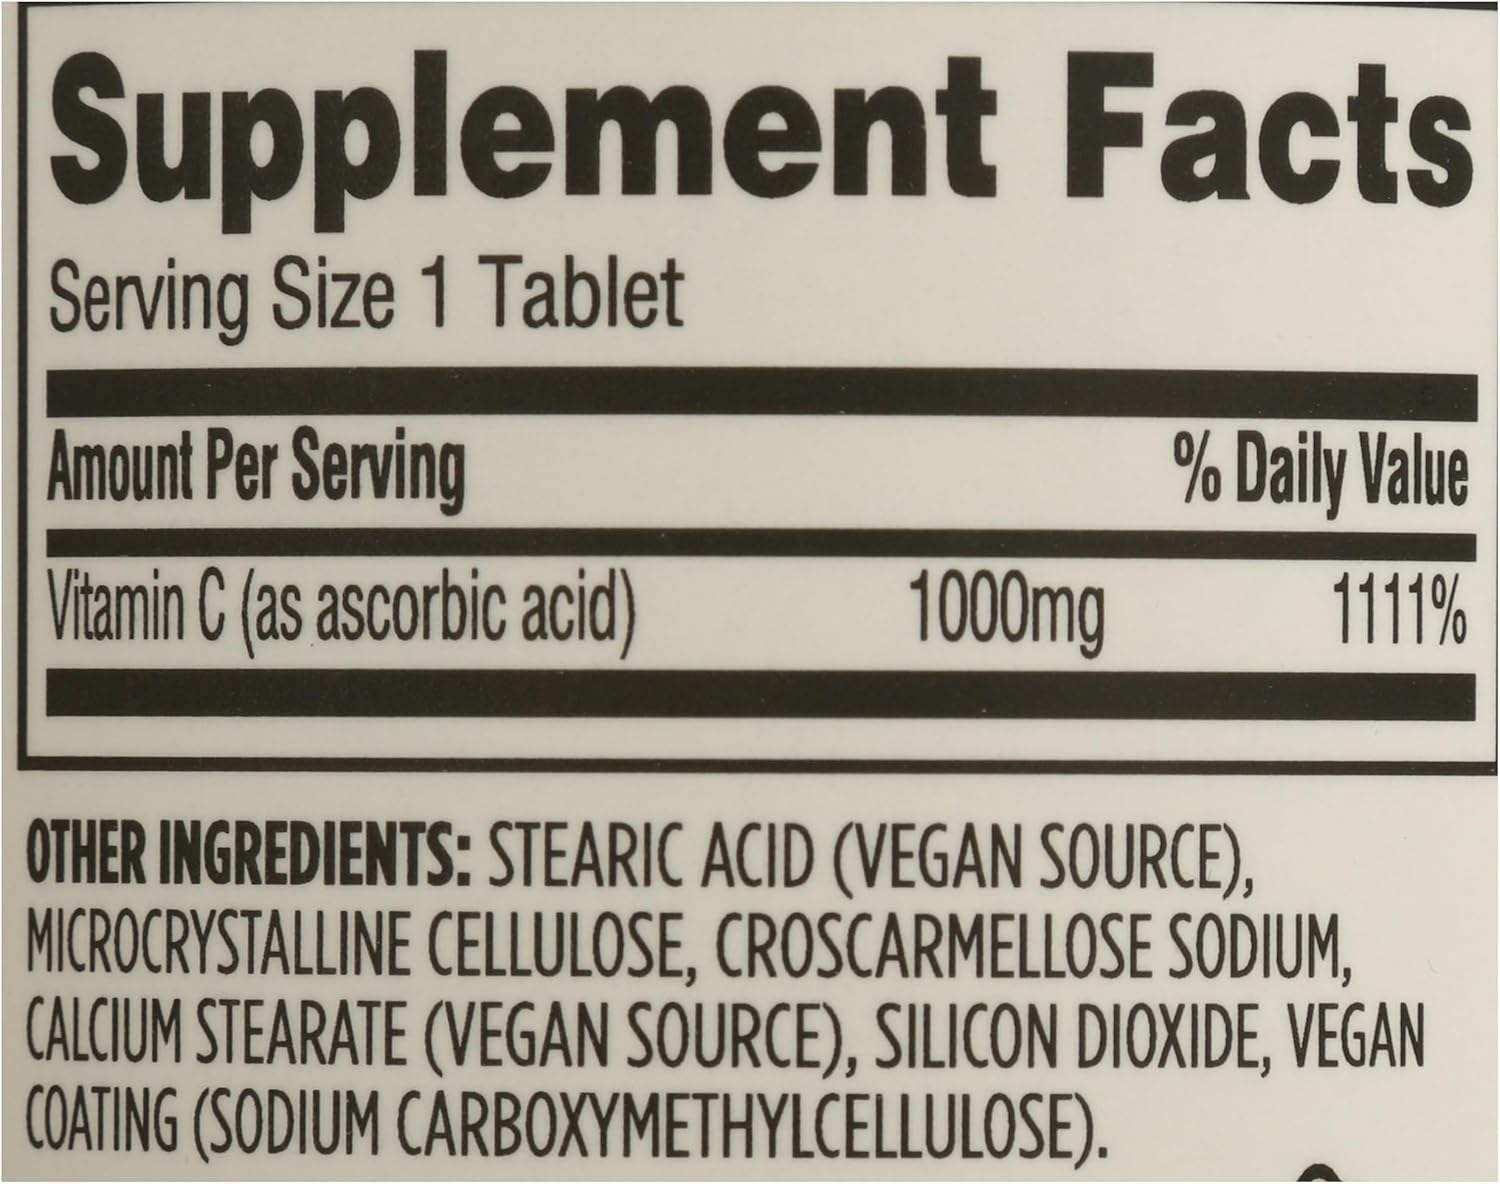 Supplement Facts
Serving Size 1 Tablet
Amount Per Serving % Daily Value
Vitamin C (as ascorbic acid) 1000mg 1111%
OTHER INGREDIENTS: STEARIC ACID (VEGAN SOURCE),
MICROCRYSTALLINE CELLULOSE, CROSCARMELLOSE SODIUM,
CALCIUM STEARATE (VEGAN SOURCE), SILICON DIOXIDE, VEGAN
COATING (SODIUM CARBOXYMETHYLCELLULOSE).